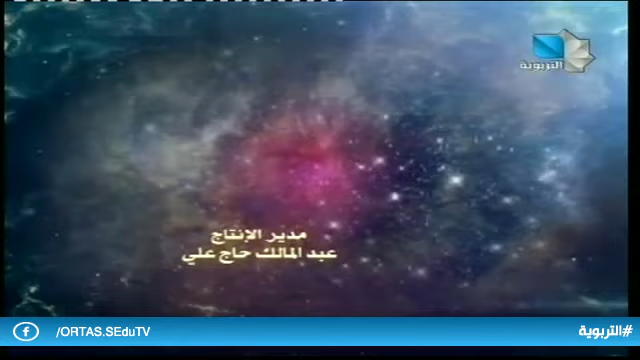 التربوية
مدير الإنتاج
عبد المالك حاج علي
/ORTAS.SEduTV
#التربوية